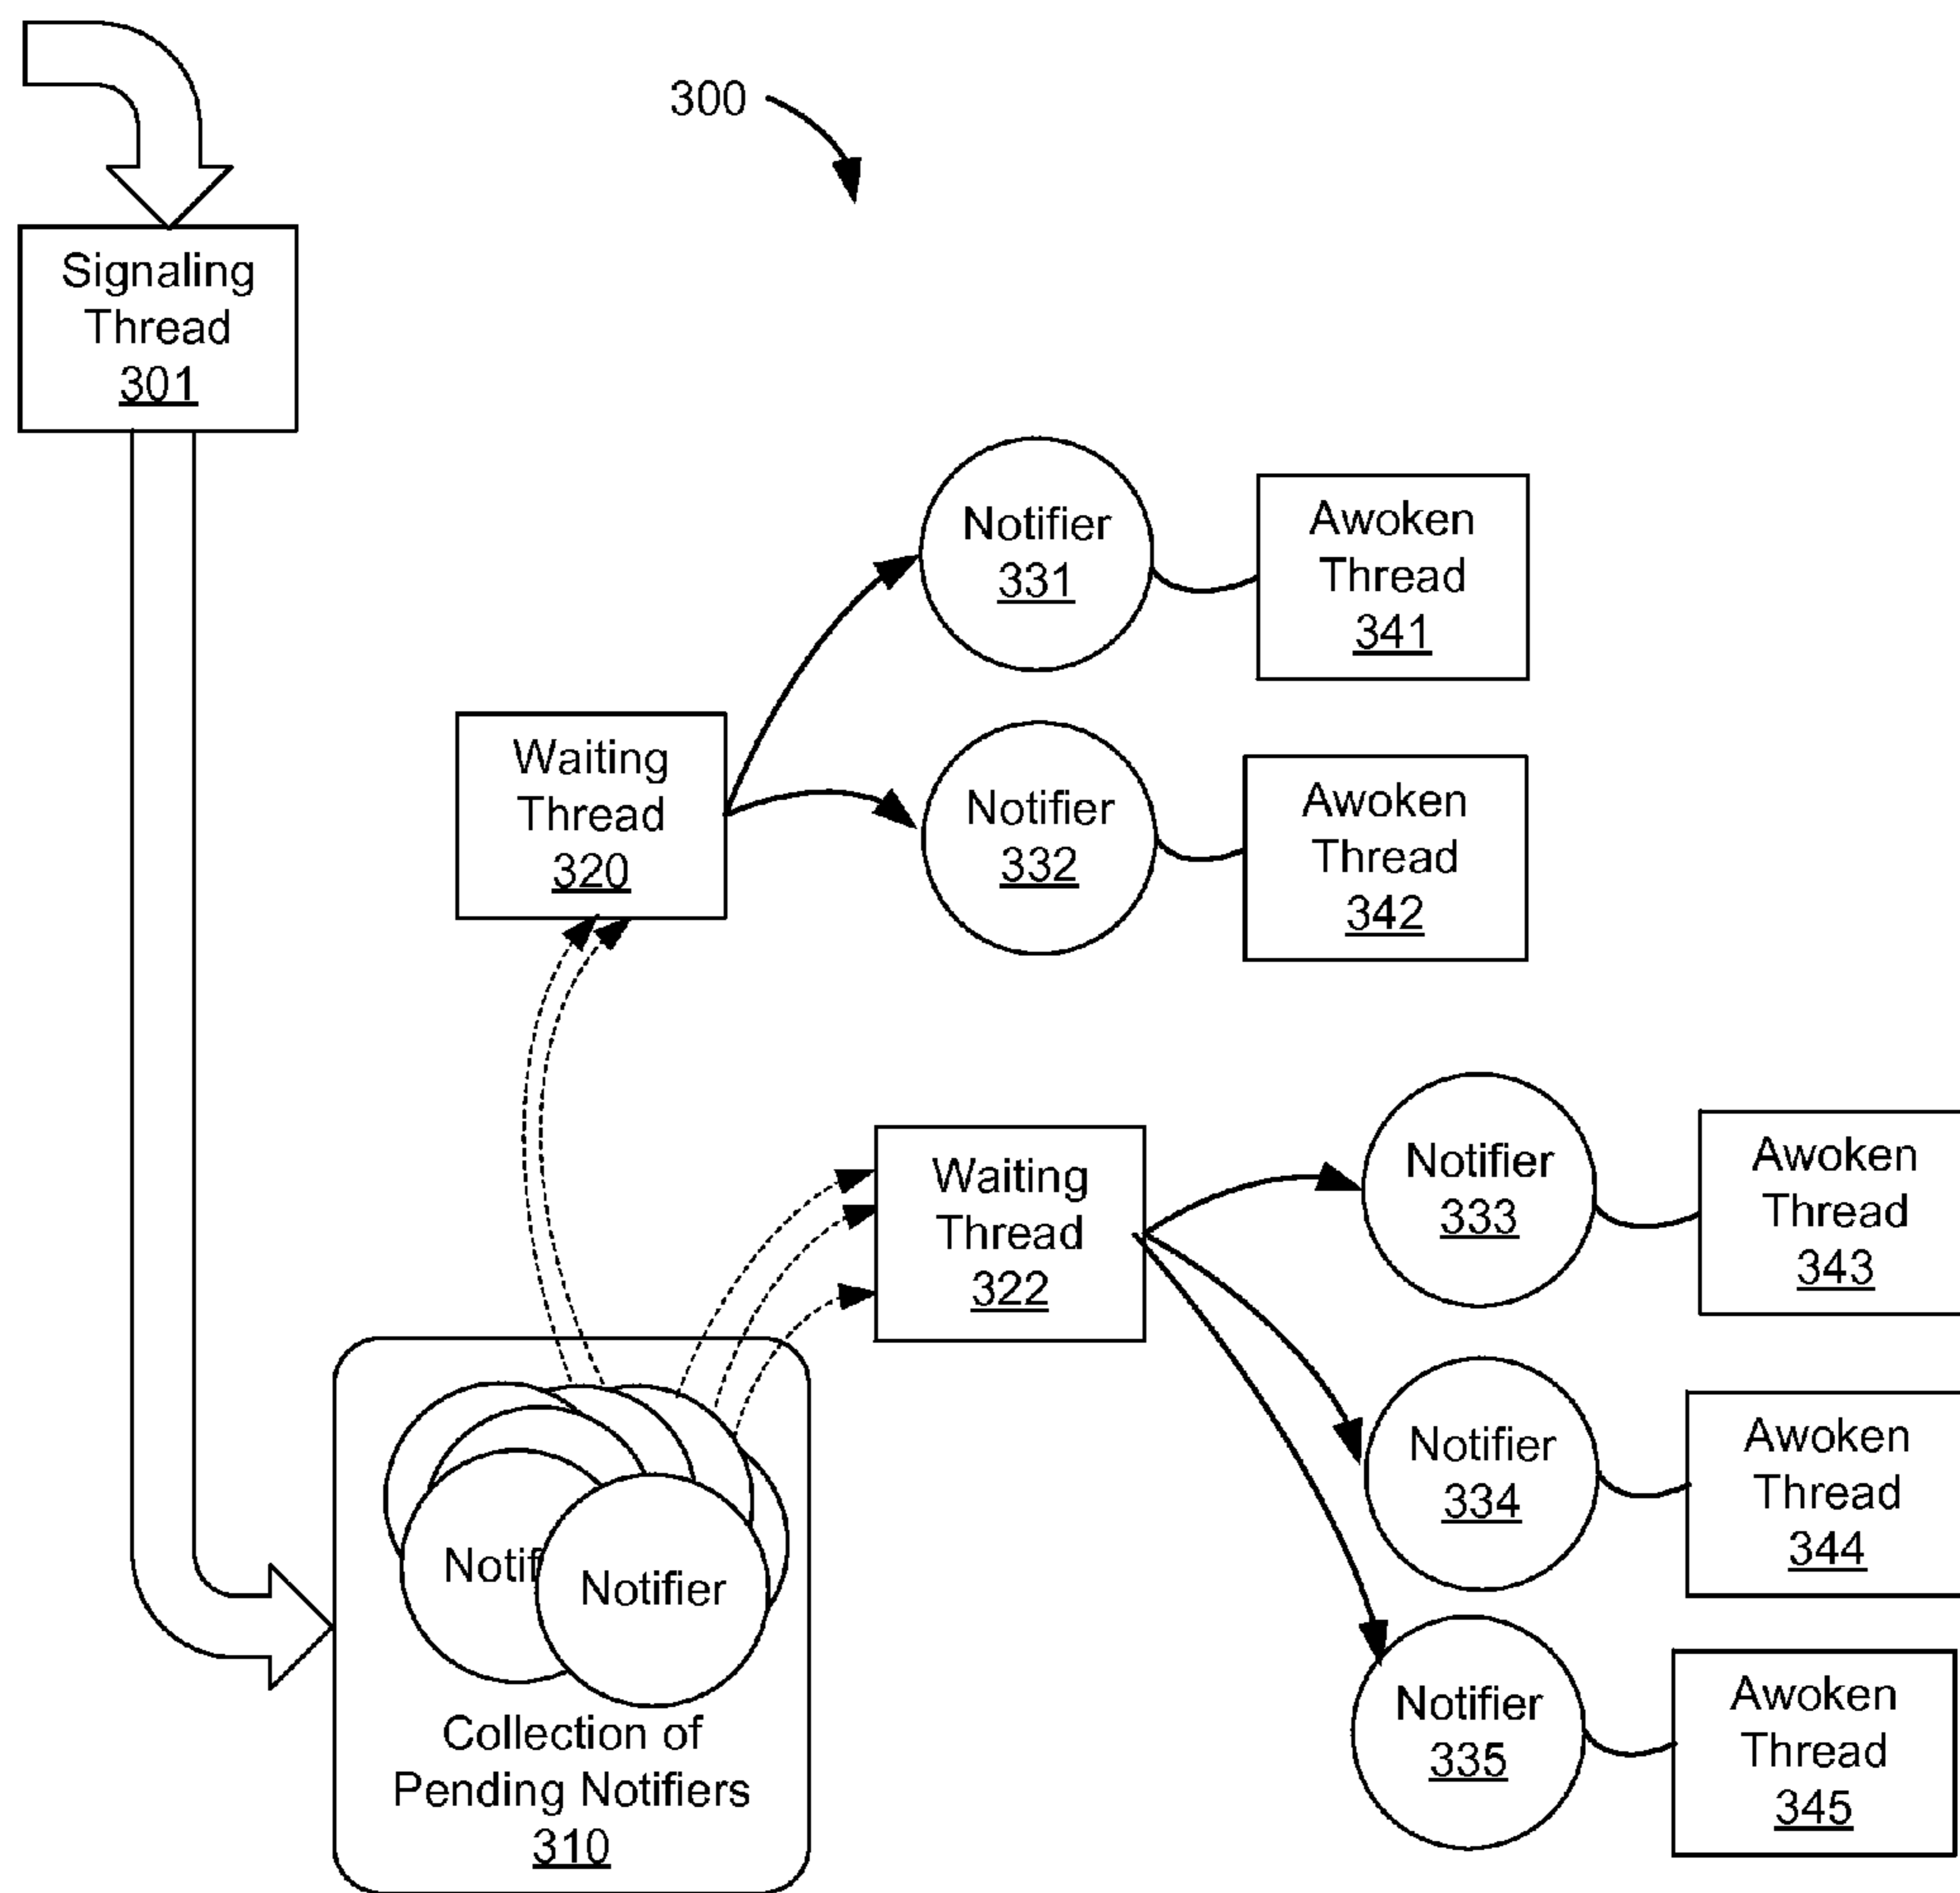 300
Signaling
Thread
301
Notifier
331
Awoken
Thread
341
Waiting
Thread
320
Notifier
332
Awoken
Thread
342
Waiting
Thread
322
Notifier
333
Awoken
Thread
343
Notifier
334
Awoken
Thread
344
Notif
Notifier
Collection of
Pending Notifiers
310
Notifier
335
Awoken
Thread
345